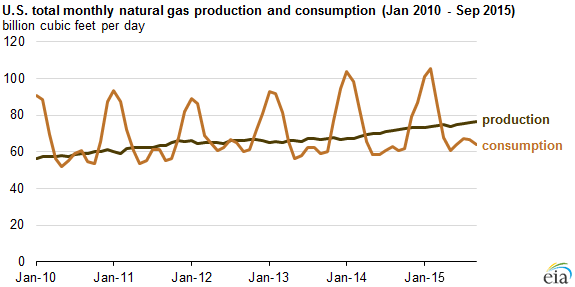 U.S. total monthly natural gas production and consumption (Jan 2010 - Sep 2015)
billion cubic feet per day
120
100
80
60
40
20
0
production
consumption
Jan-10 Jan-11 Jan-12 Jan-13 Jan-14 Jan-15
eia